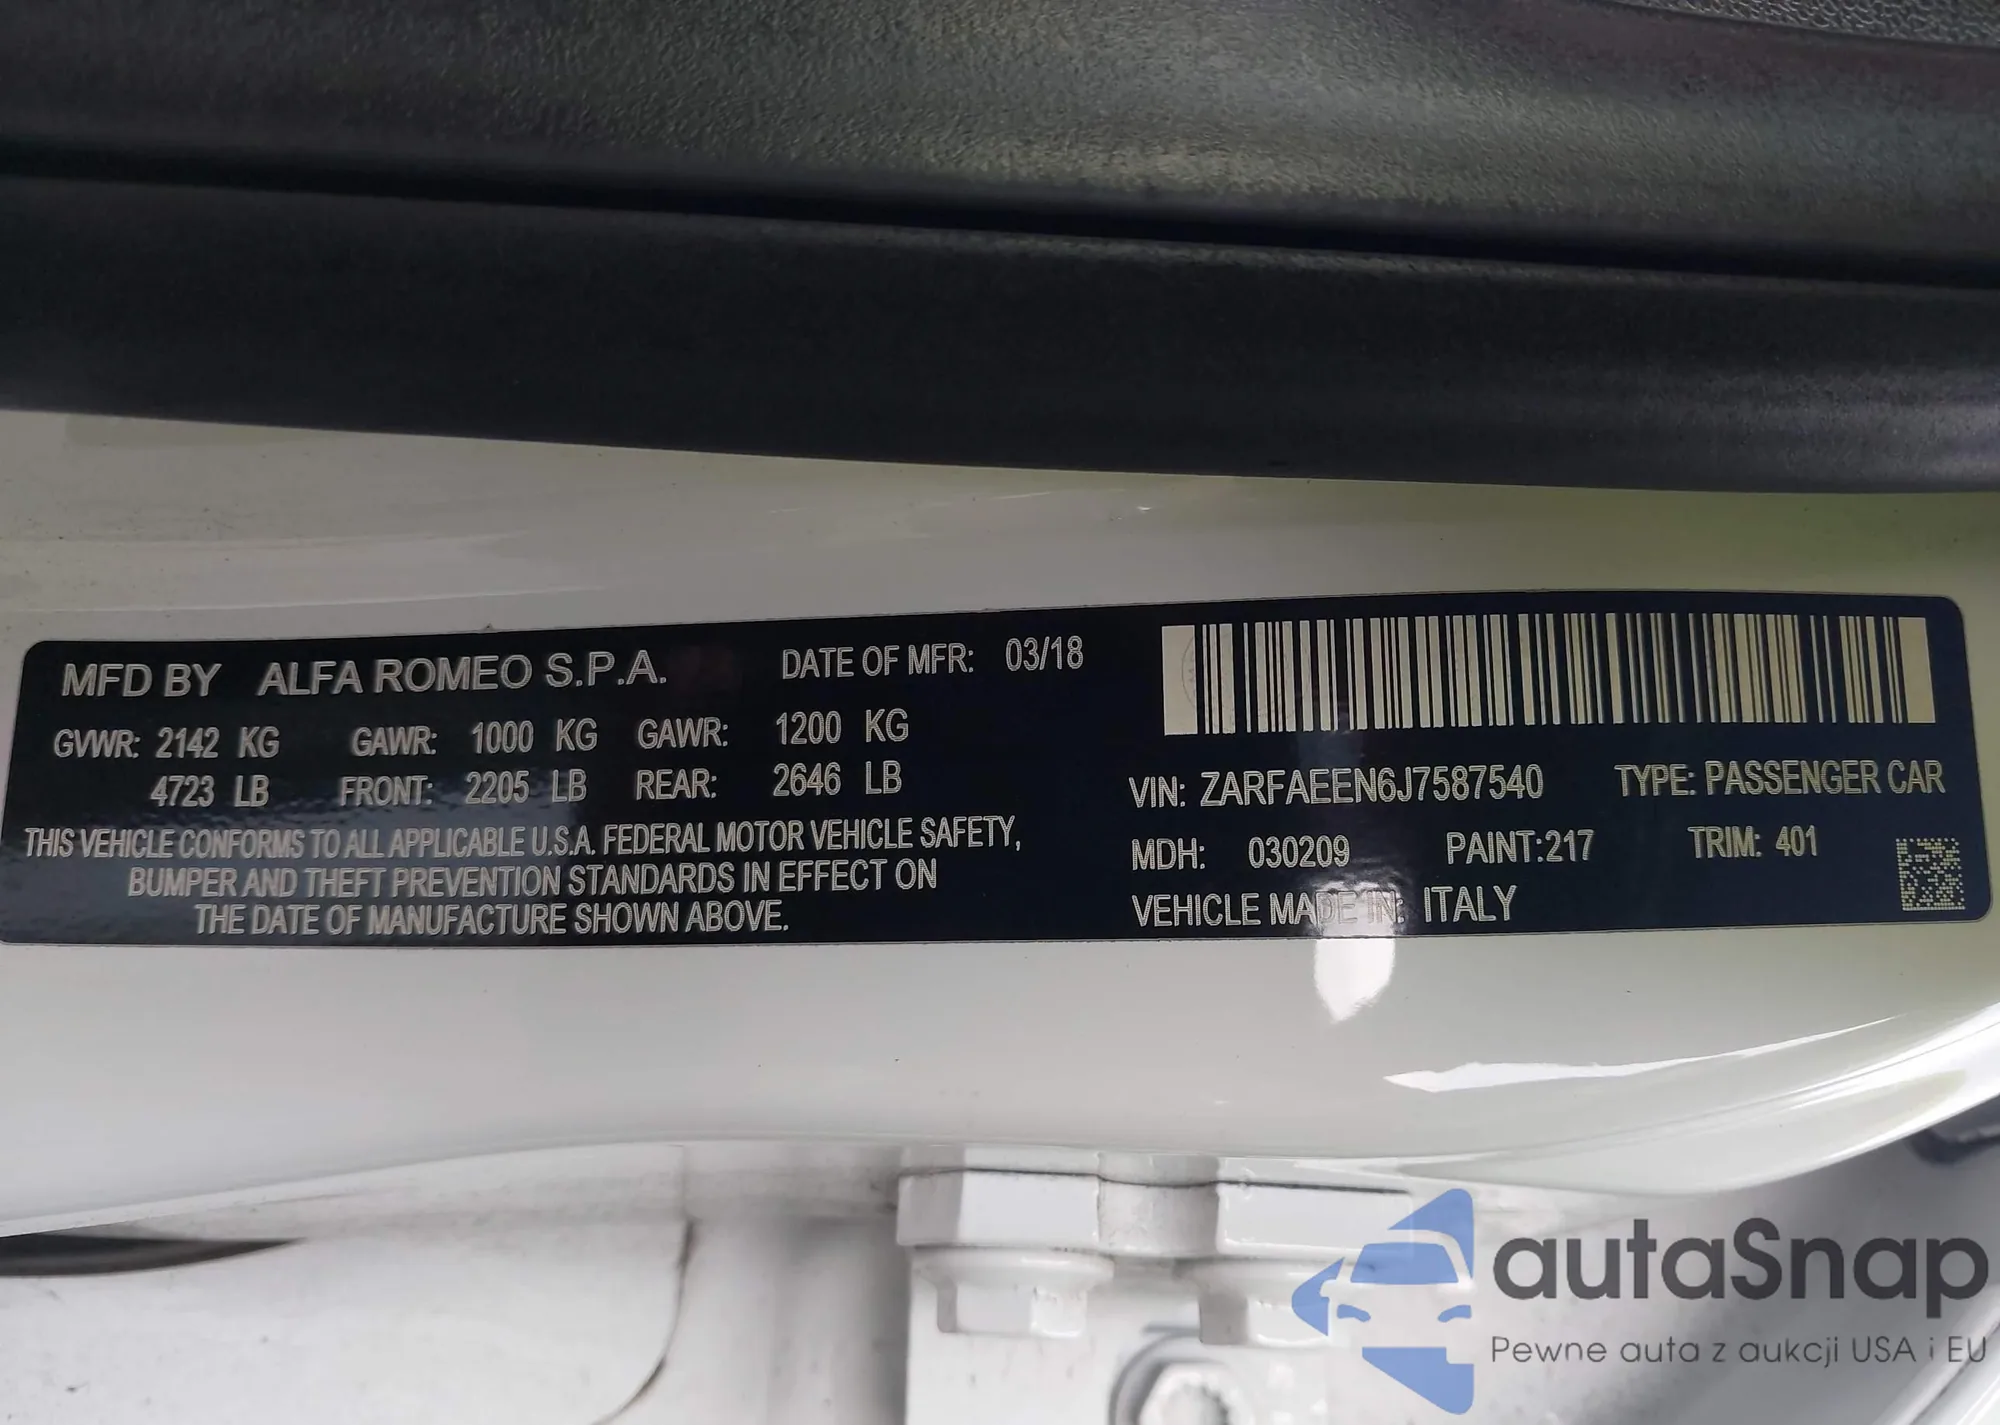 MFD BY ALFA ROMEO S.P.A. DATE OF MFR: 03/18
GVWR: 2142 KG GAWR: 1000 KG GAWR: 1200 KG
4723 LB FRONT: 2205 LB REAR: 2646 LB
THIS VEHICLE CONFORMS TO ALL APPLICABLE U.S.A. FEDERAL MOTOR VEHICLE SAFETY,
BUMPER AND THEFT PREVENTION STANDARDS IN EFFECT ON
THE DATE OF MANUFACTURE SHOWN ABOVE.
VIN: ZARFAEEN6J7587540 TYPE: PASSENGER CAR
MDH: 030209 PAINT:217 TRIM: 401
VEHICLE MADE IN: ITALY
autaSnap
Pewne auta z aukcji USA i EU